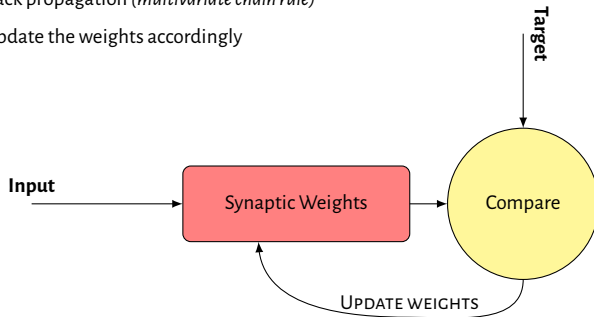 ack propagation (multivariate chain rule)
pdate the weights accordingly
Target
Input
Synaptic Weights
Compare
UPDATE WEIGHTS